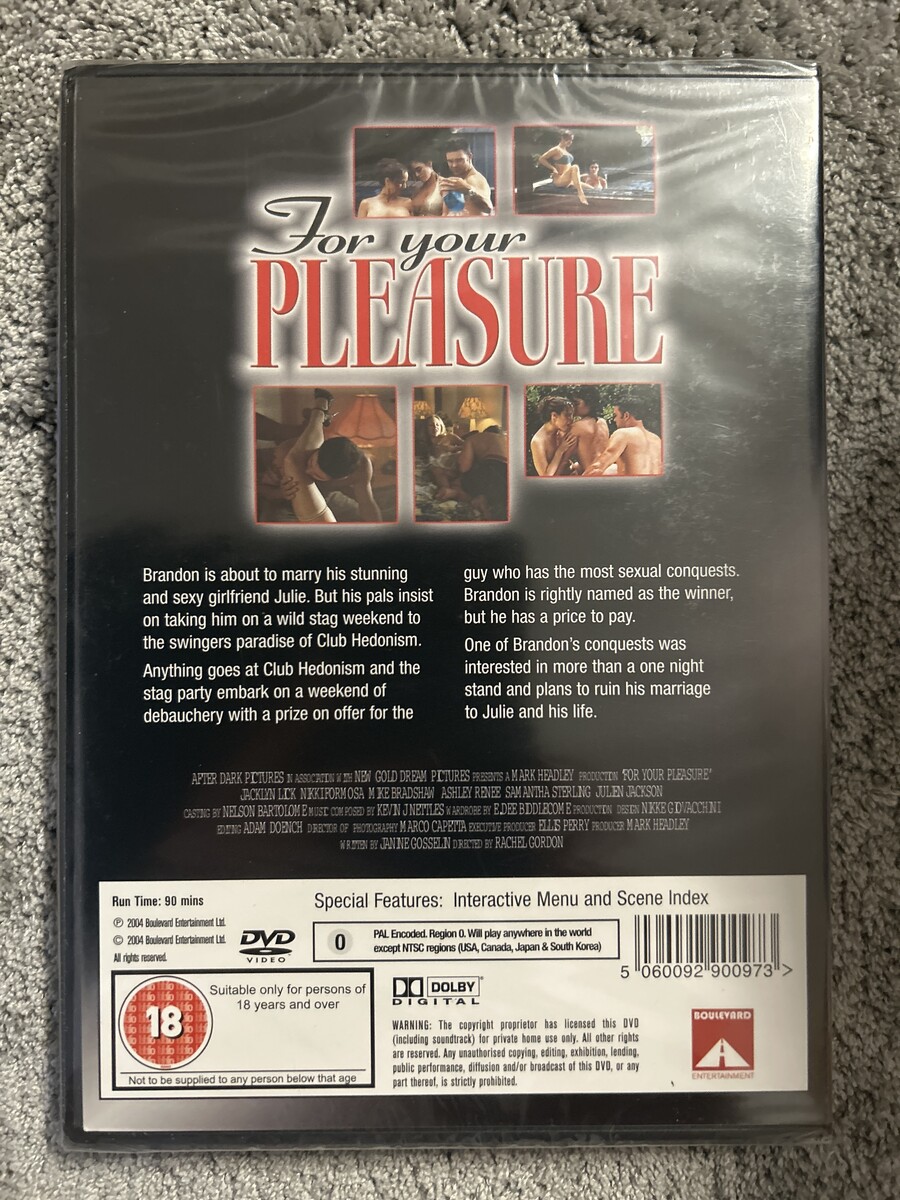 For your
PLEASURE
Brandon is about to marry his stunning
and sexy girlfriend Julie. But his pals insist
on taking him on a wild stag weekend to
the swingers paradise of Club Hedonism.
Anything goes at Club Hedonism and the
stag party embark on a weekend of
debauchery with a prize on offer for the
guy who has the most sexual conquests.
Brandon is rightly named as the winner,
but he has a price to pay.
One of Brandon's conquests was
interested in more than a one night
stand and plans to ruin his marriage
to Julie and his life.
AFTER DARK PICTURES IN ASSOCIATION WITH NEW GOLD DREAM PICTURES PRESENTS A MARK HEADLEY PRODUCTION 'FOR YOUR PLEASURE'
JACKLYN LICK NIKKI FORMOSA MIKE BRADSHAW ASHLEY RENEE SAMANTHA STERLING JULIEN JACKSON
CASTING BY NELSON BARTOLOME MUSIC COMPOSED BY KEVIN J NETTLES WARDROBE BY E.DEE BIDDLECOME PRODUCTION DESIGN NIKKE GIOVACCHINI
EDITING ADAM DOENCH DIRECTOR OF PHOTOGRAPHY MARCO CAPETTA EXECUTIVE PRODUCER ELLIS PERRY PRODUCER MARK HEADLEY
WRITTEN BY JANINE GOSSELIN DIRECTED BY RACHEL GORDON
Run Time: 90 mins
Special Features: Interactive Menu and Scene Index
℗ 2004 Boulevard Entertainment Ltd.
© 2004 Boulevard Entertainment Ltd.
All rights reserved.
DVD
VIDEO
0
PAL Encoded. Region 0. Will play anywhere in the world
except NTSC regions (USA, Canada, Japan & South Korea)
5 060092 900973 >
18
Suitable only for persons of
18 years and over
Not to be supplied to any person below that age
DOLBY
DIGITAL
WARNING: The copyright proprietor has licensed this DVD
(including soundtrack) for private home use only. All other rights
are reserved. Any unauthorised copying, editing, exhibition, lending,
public performance, diffusion and/or broadcast of this DVD, or any
part thereof, is strictly prohibited.
BOULEVARD
ENTERTAINMENT